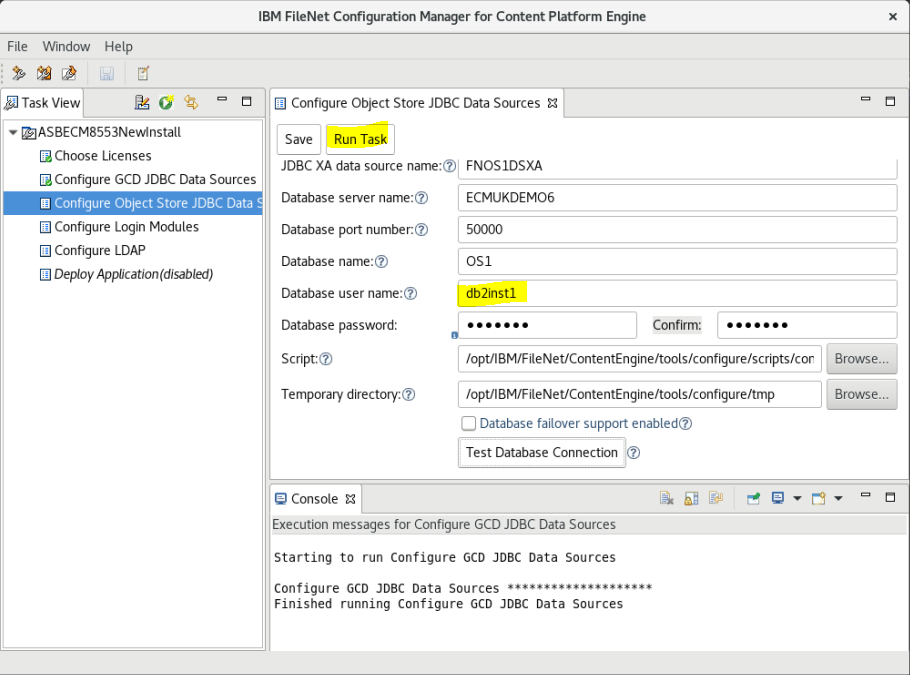 IBM FileNet Configuration Manager for Content Platform Engine
File Window Help
Task View
ASBECM8553NewInstall
Choose Licenses
Configure GCD JDBC Data Sources
Configure Object Store JDBC Data S
Configure Login Modules
Configure LDAP
Deploy Application(disabled)
Configure Object Store JDBC Data Sources
Save Run Task
JDBC XA data source name: FNOS1DSXA
Database server name: ECMUKDEMO6
Database port number: 50000
Database name: OS1
Database user name: db2inst1
Database password: ●●●●●●● Confirm: ●●●●●●●
Script: /opt/IBM/FileNet/ContentEngine/tools/configure/scripts/con Browse...
Temporary directory: /opt/IBM/FileNet/ContentEngine/tools/configure/tmp Browse...
Database failover support enabled
Test Database Connection
Console
Execution messages for Configure GCD JDBC Data Sources
Starting to run Configure GCD JDBC Data Sources
Configure GCD JDBC Data Sources ********************
Finished running Configure GCD JDBC Data Sources